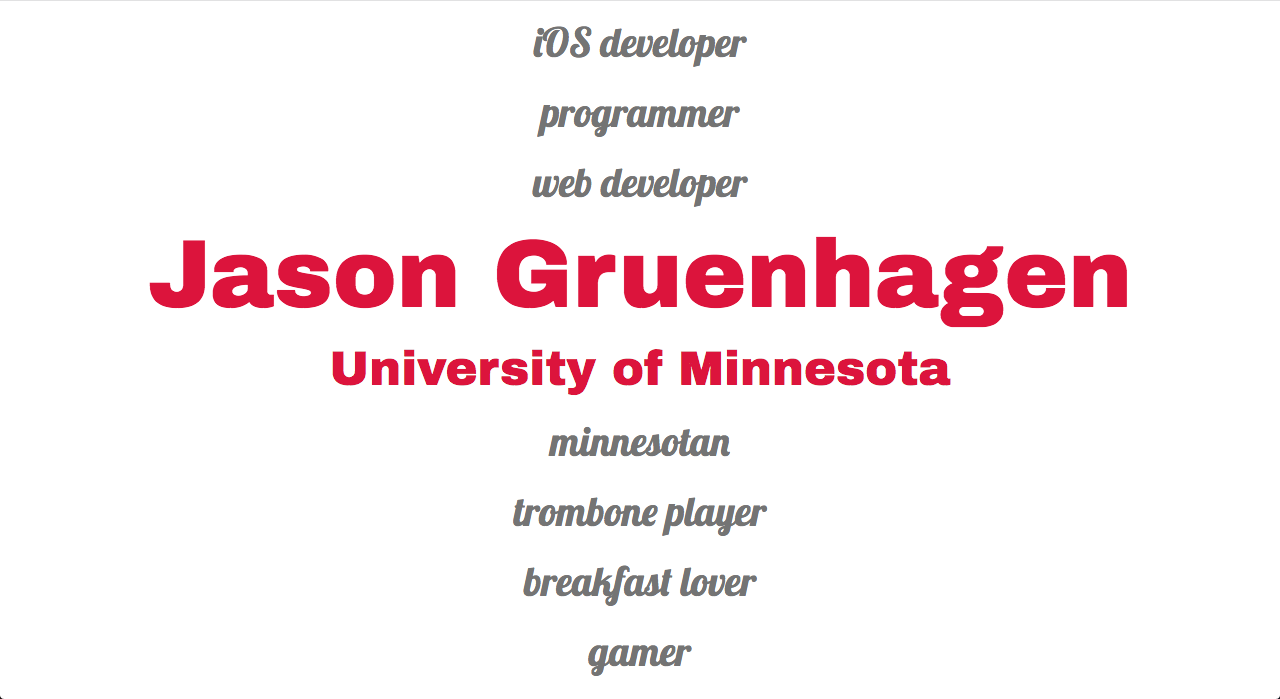 iOS developer
programmer
web developer
Jason Gruenhagen
University of Minnesota
minnesotan
trombone player
breakfast lover
gamer